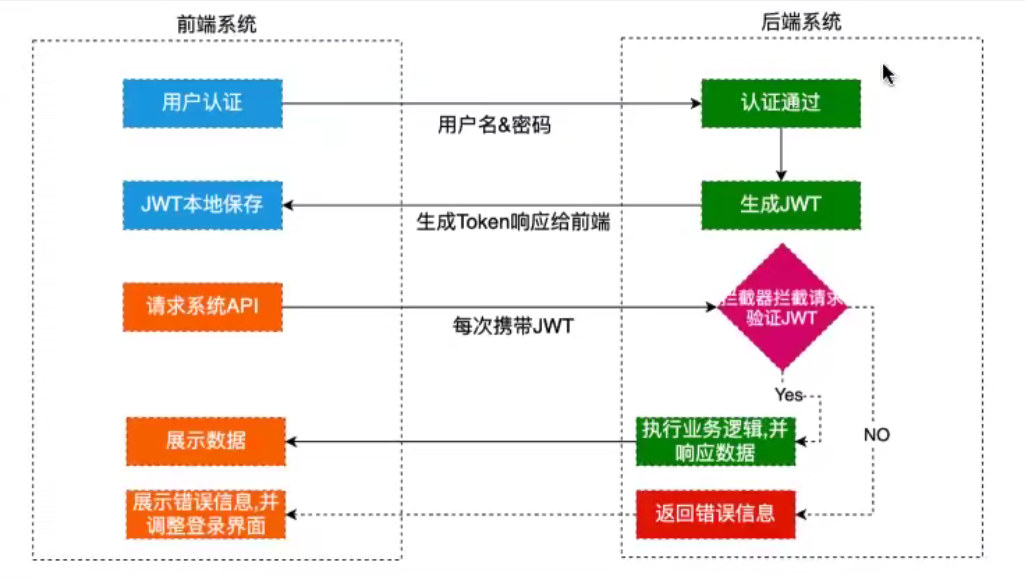 前端系统
后端系统
用户认证
用户名&密码
认证通过
JWT本地保存
生成Token响应给前端
生成JWT
请求系统API
每次携带JWT
拦截器拦截请求
验证JWT
Yes
NO
展示数据
执行业务逻辑,并
响应数据
展示错误信息,并
调整登录界面
返回错误信息